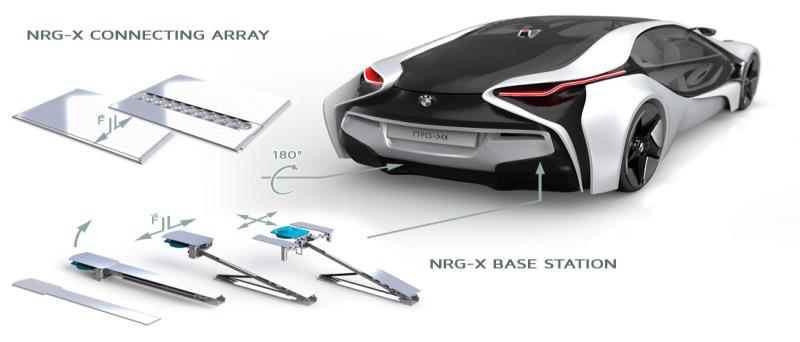 NRG-X CONNECTING ARRAY
F
180°
NRG-X
F
NRG-X BASE STATION